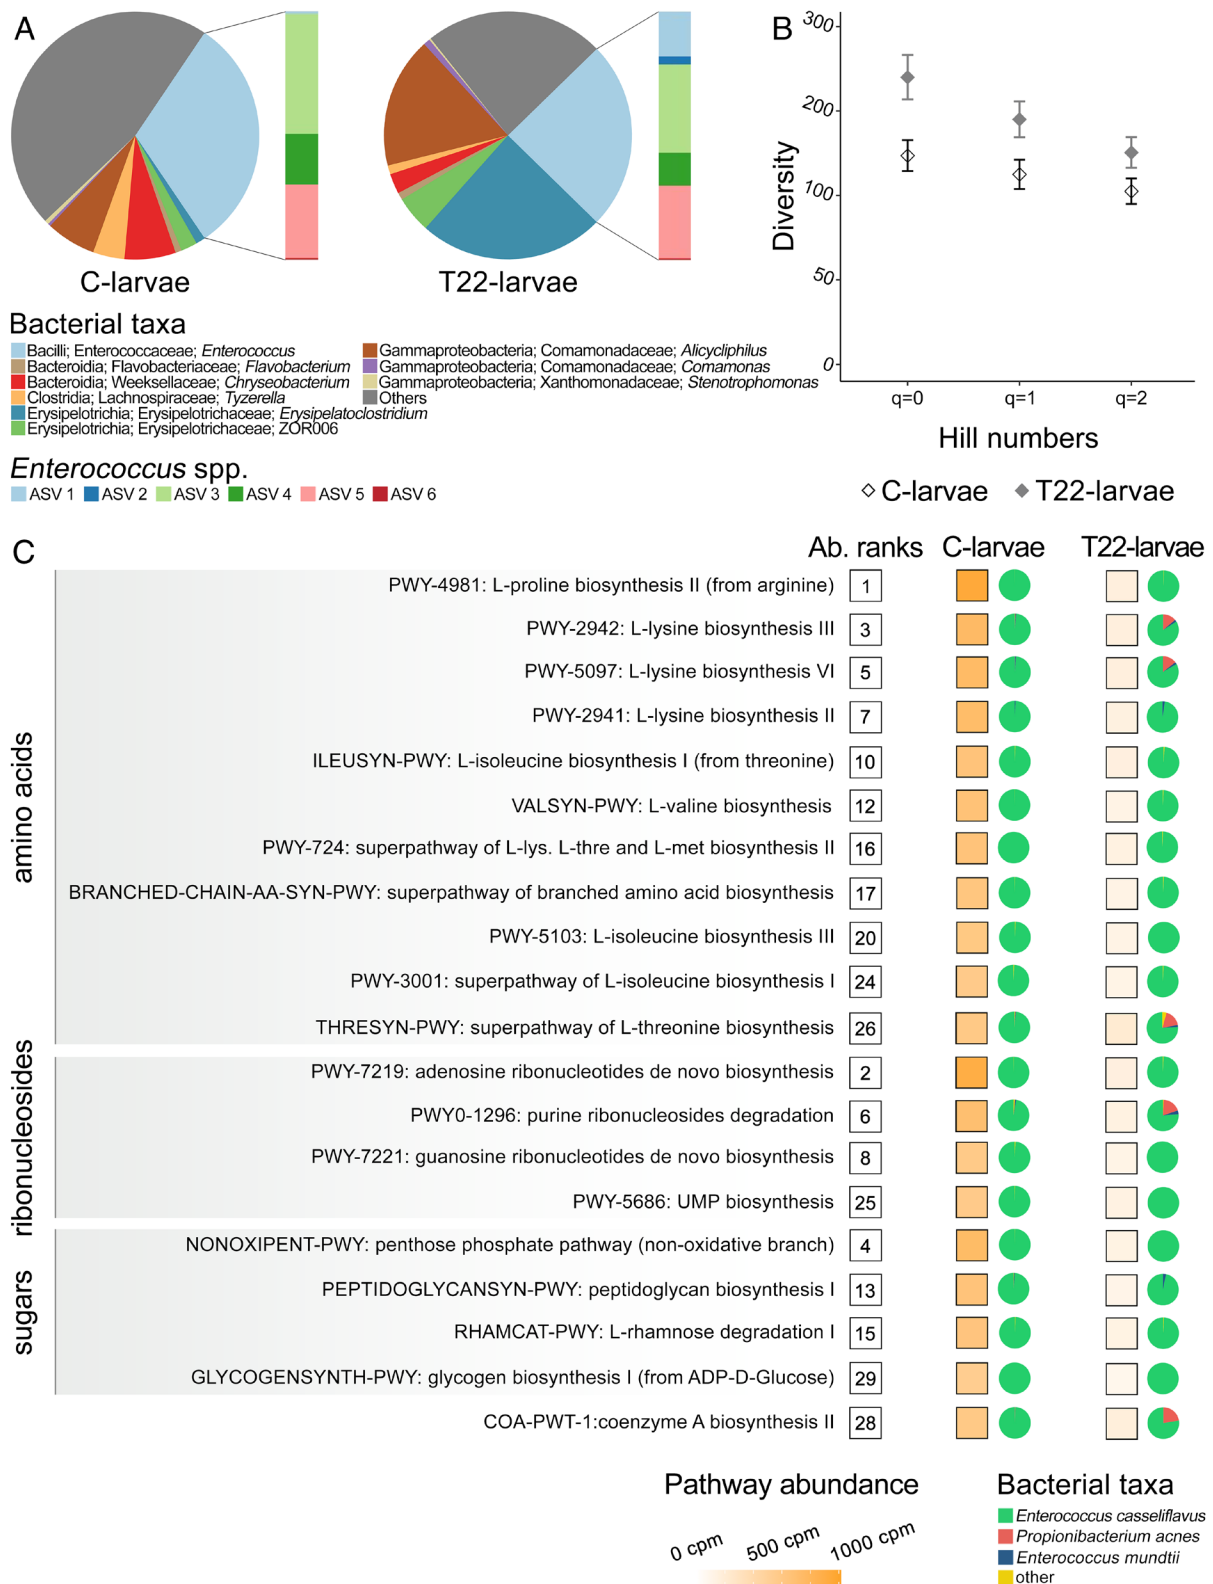 A
C-larvae
T22-larvae
Bacterial taxa
Bacilli; Enterococcaceae; Enterococcus
Bacteroidia; Flavobacteriaceae; Flavobacterium
Bacteroidia; Weeksellaceae; Chryseobacterium
Clostridia; Lachnospiraceae; Tyzerella
Erysipelotrichia; Erysipelotrichaceae; Erysipelatoclostridium
Erysipelotrichia; Erysipelotrichaceae; ZOR006
Gammaproteobacteria; Comamonadaceae; Alicycliphilus
Gammaproteobacteria; Comamonadaceae; Comamonas
Gammaproteobacteria; Xanthomonadaceae; Stenotrophomonas
Others
Enterococcus spp.
ASV 1 ASV 2 ASV 3 ASV 4 ASV 5 ASV 6
B
Diversity
300
200
100
50
0
q=0 q=1 q=2
Hill numbers
C-larvae T22-larvae
C
Ab. ranks C-larvae T22-larvae
amino acids
PWY-4981: L-proline biosynthesis II (from arginine) 1
PWY-2942: L-lysine biosynthesis III 3
PWY-5097: L-lysine biosynthesis VI 5
PWY-2941: L-lysine biosynthesis II 7
ILEUSYN-PWY: L-isoleucine biosynthesis I (from threonine) 10
VALSYN-PWY: L-valine biosynthesis 12
PWY-724: superpathway of L-lys. L-thre and L-met biosynthesis II 16
BRANCHED-CHAIN-AA-SYN-PWY: superpathway of branched amino acid biosynthesis 17
PWY-5103: L-isoleucine biosynthesis III 20
PWY-3001: superpathway of L-isoleucine biosynthesis I 24
THRESYN-PWY: superpathway of L-threonine biosynthesis 26
ribonucleosides
PWY-7219: adenosine ribonucleotides de novo biosynthesis 2
PWY0-1296: purine ribonucleosides degradation 6
PWY-7221: guanosine ribonucleotides de novo biosynthesis 8
PWY-5686: UMP biosynthesis 25
sugars
NONOXIPENT-PWY: penthose phosphate pathway (non-oxidative branch) 4
PEPTIDOGLYCANSYN-PWY: peptidoglycan biosynthesis I 13
RHAMCAT-PWY: L-rhamnose degradation I 15
GLYCOGENSYNTH-PWY: glycogen biosynthesis I (from ADP-D-Glucose) 29
COA-PWT-1:coenzyme A biosynthesis II 28
Pathway abundance
0 cpm 500 cpm 1000 cpm
Bacterial taxa
Enterococcus casseliflavus
Propionibacterium acnes
Enterococcus mundtii
other